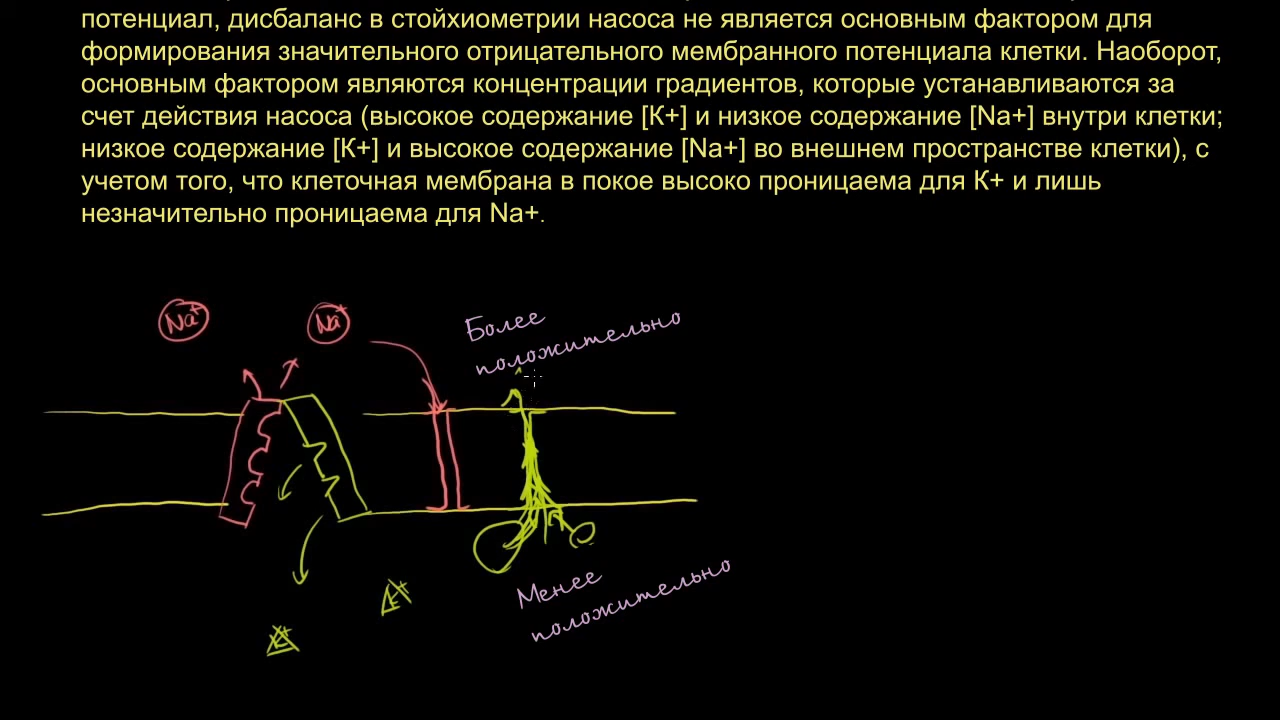 потенциал, дисбаланс в стойхиометрии насоса не является основным фактором для
формирования значительного отрицательного мембранного потенциала клетки. Наоборот,
основным фактором являются концентрации градиентов, которые устанавливаются за
счет действия насоса (высокое содержание [К+] и низкое содержание [Na+] внутри клетки;
низкое содержание [К+] и высокое содержание [Na+] во внешнем пространстве клетки), с
учетом того, что клеточная мембрана в покое высоко проницаема для К+ и лишь
незначительно проницаема для Na+.
Na+
Na+
Более
положительно
Менее
положительно
K+
K+